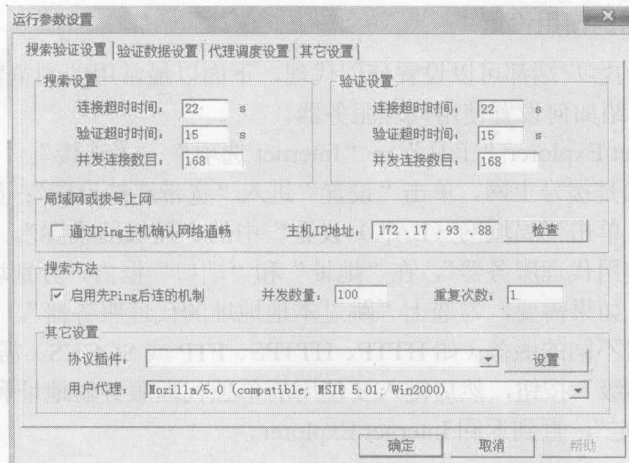 运行参数设置
搜索验证设置 验证数据设置 代理调度设置 其它设置
搜索设置
连接超时时间： 22 s
验证超时时间： 15 s
并发连接数目： 168
验证设置
连接超时时间： 22 s
验证超时时间： 15 s
并发连接数目： 168
局域网或拨号上网
通过Ping主机确认网络通畅 主机IP地址： 172 . 17 . 93 . 88 检查
搜索方法
启用先Ping后连的机制 并发数量： 100 重复次数： 1
其它设置
协议插件： 设置
用户代理： Mozilla/5.0 (compatible; MSIE 5.01; Win2000)
确定 取消 帮助